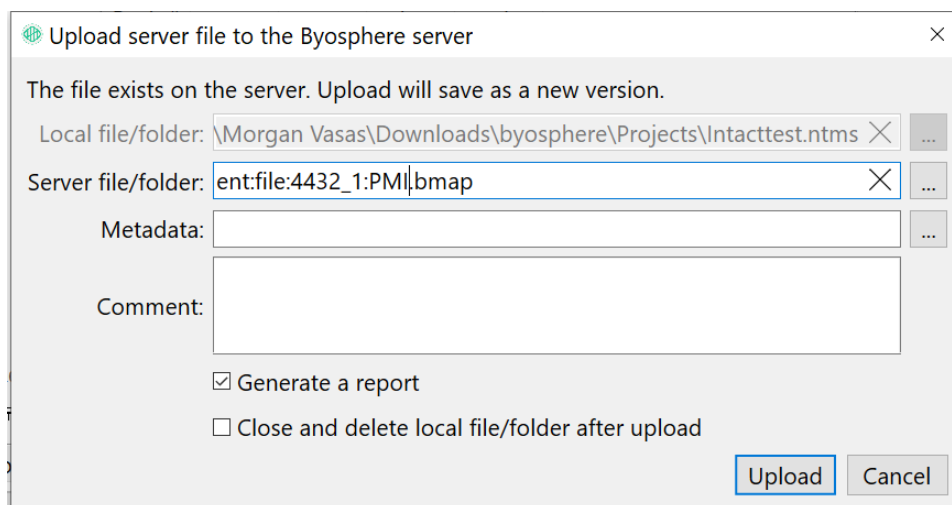 Upload server file to the Byosphere server
The file exists on the server. Upload will save as a new version.
Local file/folder: \Morgan Vasas\Downloads\byosphere\Projects\Intacttest.ntms ...
Server file/folder: ent:file:4432_1:PMI.bmap ...
Metadata: ...
Comment:
Generate a report
Close and delete local file/folder after upload
Upload Cancel